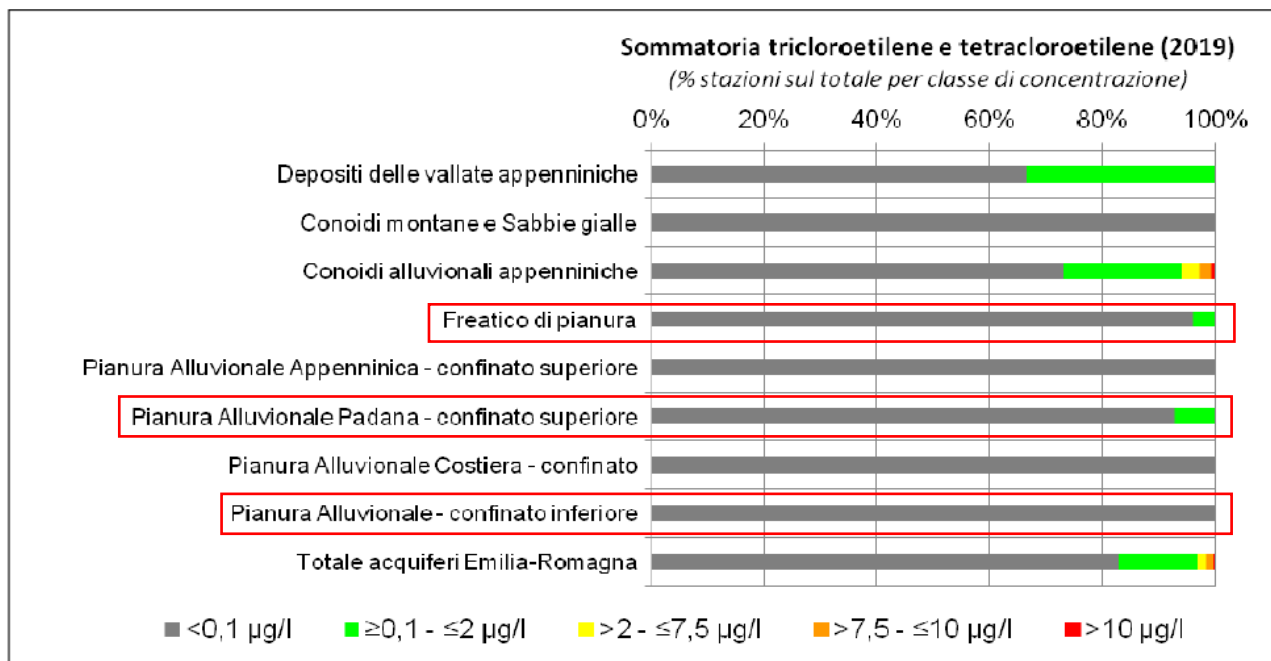 Sommatoria tricloroetilene e tetracloroetilene (2019)
(% stazioni sul totale per classe di concentrazione)
0% 20% 40% 60% 80% 100%
Depositi delle vallate appenniniche
Conoidi montane e Sabbie gialle
Conoidi alluvionali appenniniche
Freatico di pianura
Pianura Alluvionale Appenninica - confinato superiore
Pianura Alluvionale Padana - confinato superiore
Pianura Alluvionale Costiera - confinato
Pianura Alluvionale - confinato inferiore
Totale acquiferi Emilia-Romagna
<0,1 µg/l ≥0,1 - ≤2 µg/l >2 - ≤7,5 µg/l >7,5 - ≤10 µg/l >10 µg/l